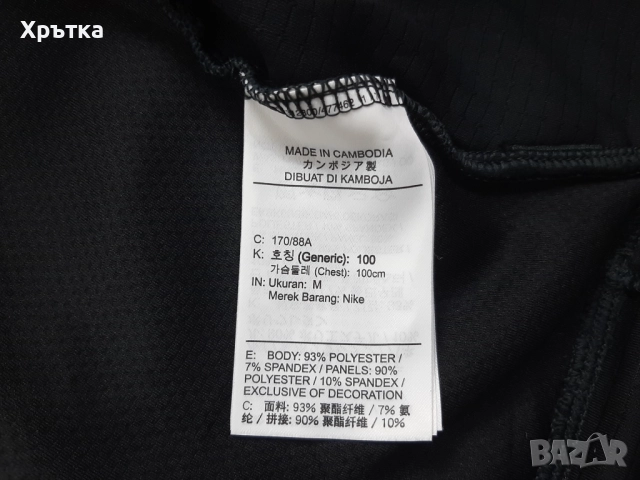 Хрътка
MADE IN CAMBODIA
カンボジア製
DIBUAT DI KAMBOJA
C: 170/88A
K: 호칭 (Generic): 100
가슴둘레 (Chest): 100cm
IN: Ukuran: M
Merek Barang: Nike
E: BODY: 93% POLYESTER /
7% SPANDEX / PANELS: 90%
POLYESTER / 10% SPANDEX /
EXCLUSIVE OF DECORATION
C: 面料: 93% 聚酯纤维 / 7% 氨
纶 / 拼接: 90% 聚酯纤维 / 10%
BAZAR